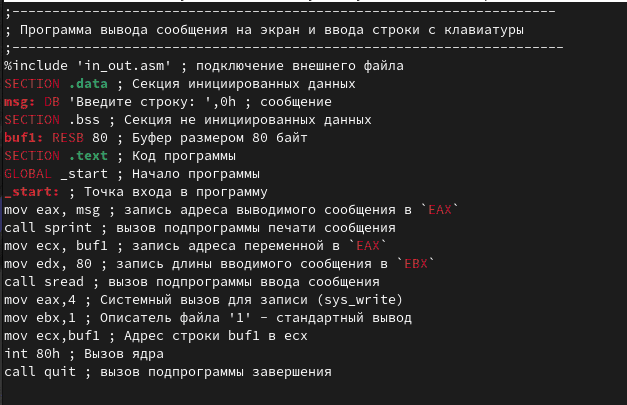 ;---------------------------------------------------------------
; Программа вывода сообщения на экран и ввода строки с клавиатуры
;----------------------------------------------------------------
%include 'in_out.asm' ; подключение внешнего файла
SECTION .data ; Секция инициированных данных
msg: DB 'Введите строку: ',0h ; сообщение
SECTION .bss ; Секция не инициированных данных
buf1: RESB 80 ; Буфер размером 80 байт
SECTION .text ; Код программы
GLOBAL _start ; Начало программы
_start: ; Точка входа в программу
mov eax, msg ; запись адреса выводимого сообщения в `EAX`
call sprint ; вызов подпрограммы печати сообщения
mov ecx, buf1 ; запись адреса переменной в `EAX`
mov edx, 80 ; запись длины вводимого сообщения в `EBX`
call sread ; вызов подпрограммы ввода сообщения
mov eax,4 ; Системный вызов для записи (sys_write)
mov ebx,1 ; Описатель файла '1' - стандартный вывод
mov ecx,buf1 ; Адрес строки buf1 в ecx
int 80h ; Вызов ядра
call quit ; вызов подпрограммы завершения